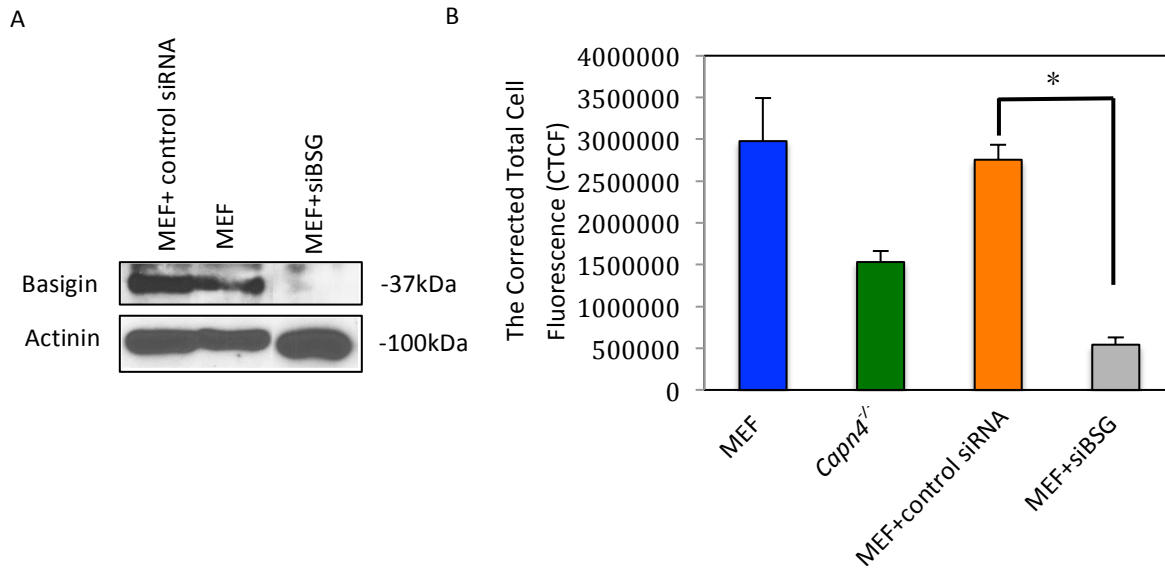 A
MEF+ control siRNA
MEF
MEF+siBSG
Basigin
-37kDa
Actinin
-100kDa
B
The Corrected Total Cell
Fluorescence (CTCF)
4000000
3500000
3000000
2500000
2000000
1500000
1000000
500000
0
*
MEF
Capn4-/-
MEF+control siRNA
MEF+siBSG